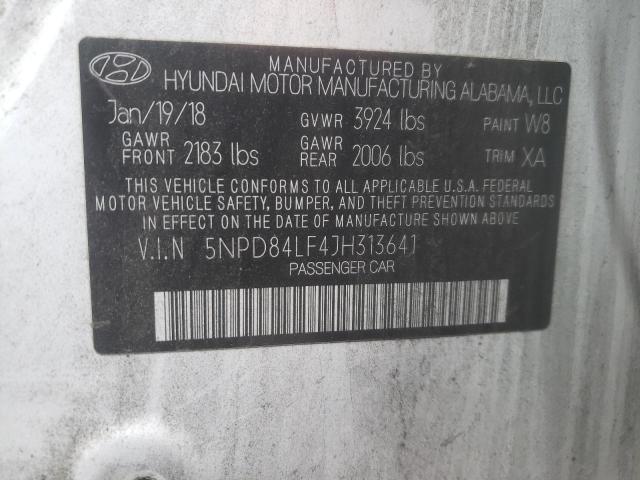 MANUFACTURED BY
HYUNDAI MOTOR MANUFACTURING ALABAMA, LLC
Jan/19/18 GVWR 3924 lbs PAINT W8
GAWR FRONT 2183 lbs GAWR REAR 2006 lbs TRIM XA
THIS VEHICLE CONFORMS TO ALL APPLICABLE U.S.A. FEDERAL
MOTOR VEHICLE SAFETY, BUMPER, AND THEFT PREVENTION STANDARDS
IN EFFECT ON THE DATE OF MANUFACTURE SHOWN ABOVE.
V.I.N 5NPD84LF4JH313641
PASSENGER CAR